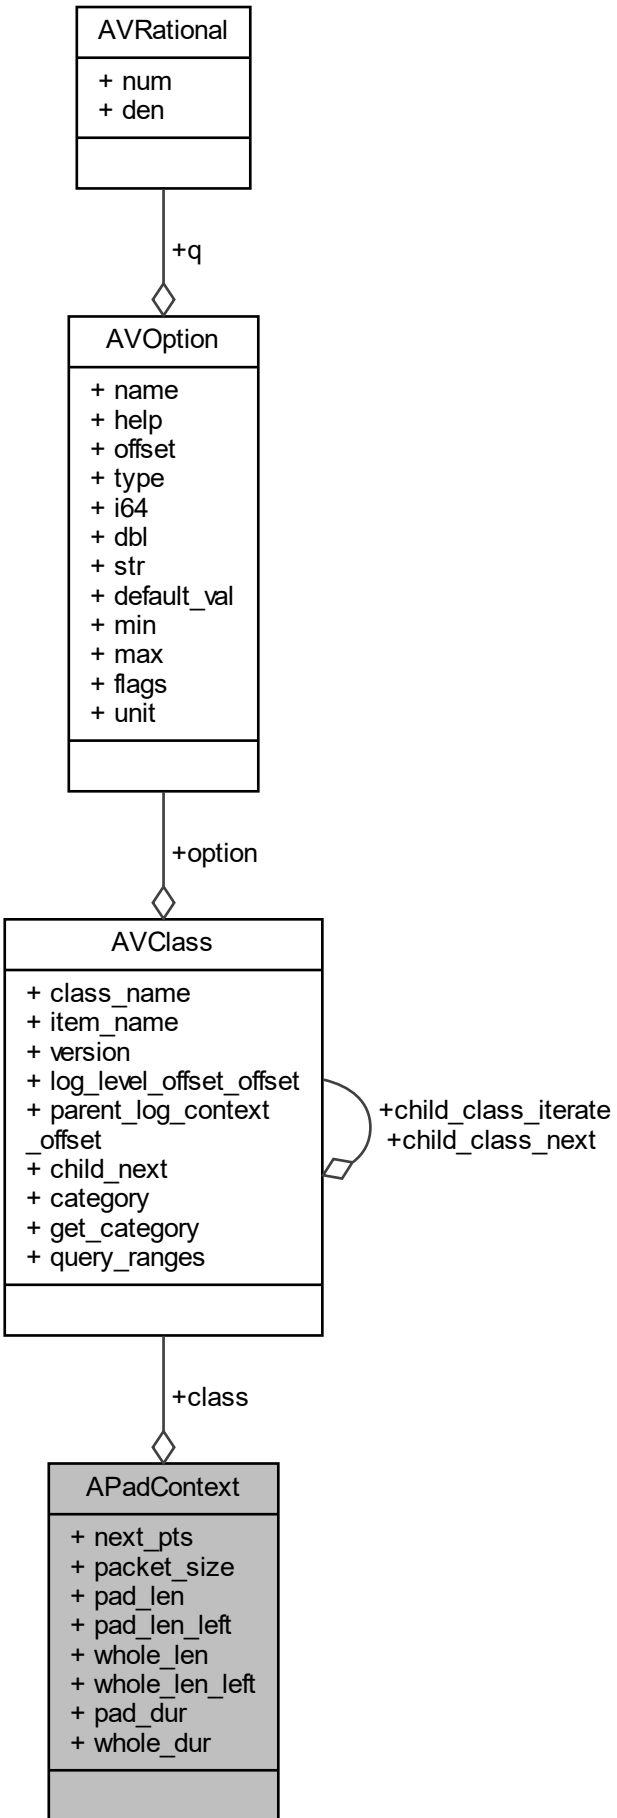 AVRational
+ num
+ den
+q
AVOption
+ name
+ help
+ offset
+ type
+ i64
+ dbl
+ str
+ default_val
+ min
+ max
+ flags
+ unit
+option
AVClass
+ class_name
+ item_name
+ version
+ log_level_offset_offset
+ parent_log_context
_offset
+ child_next
+ category
+ get_category
+ query_ranges
+child_class_iterate
+child_class_next
+class
APadContext
+ next_pts
+ packet_size
+ pad_len
+ pad_len_left
+ whole_len
+ whole_len_left
+ pad_dur
+ whole_dur